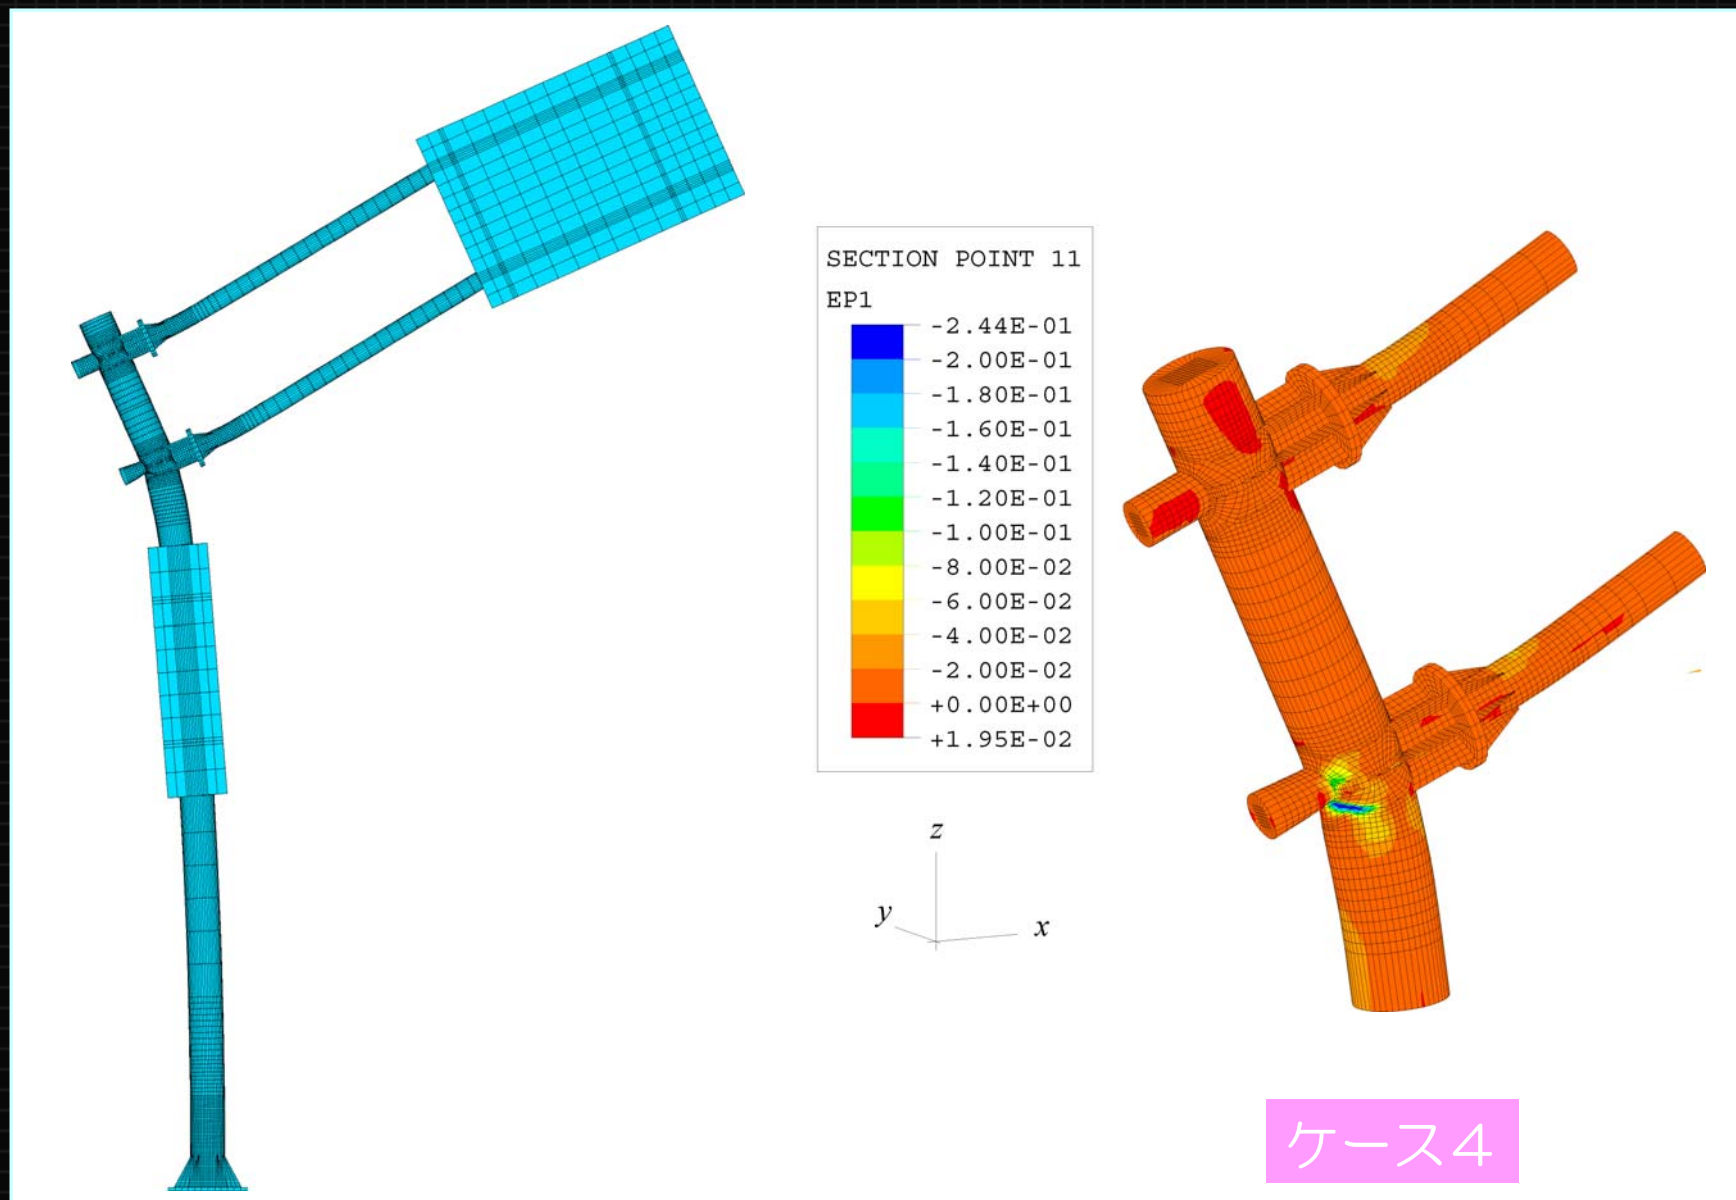 SECTION POINT 11
EP1
-2.44E-01
-2.00E-01
-1.80E-01
-1.60E-01
-1.40E-01
-1.20E-01
-1.00E-01
-8.00E-02
-6.00E-02
-4.00E-02
-2.00E-02
+0.00E+00
+1.95E-02
z
y
x
ケース4